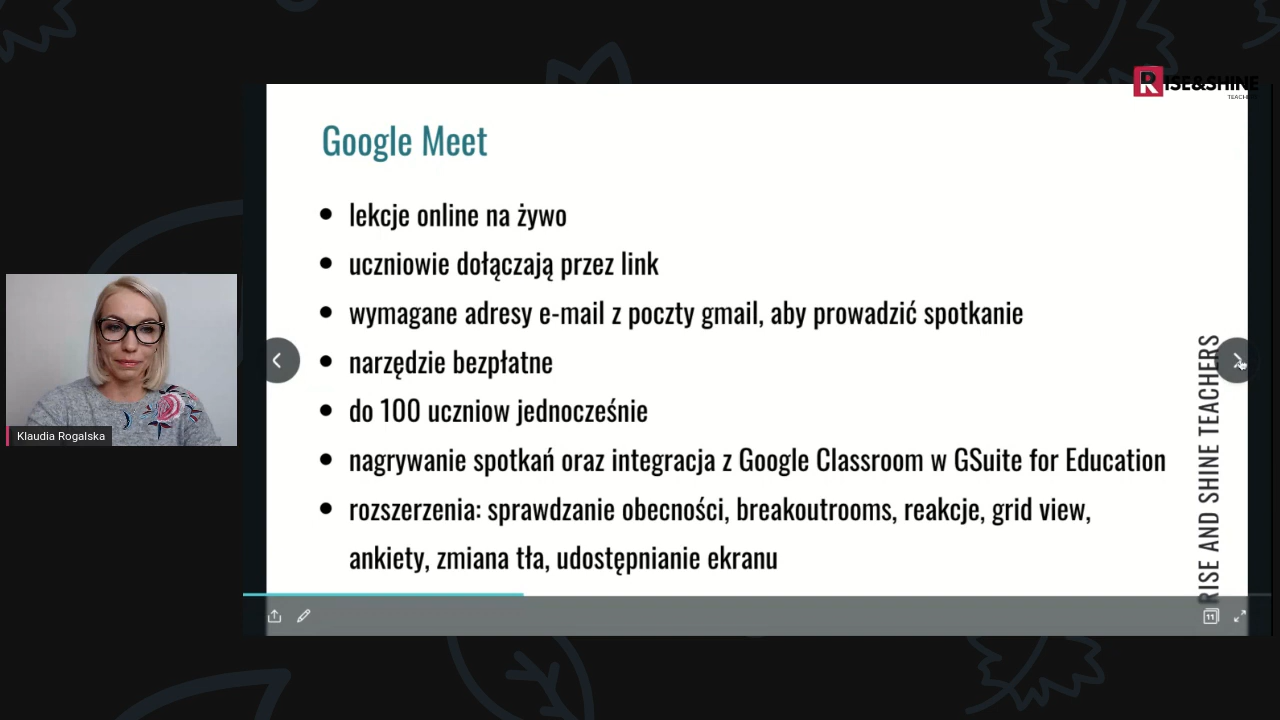 RISE&SHINE
TEACHERS
Google Meet
lekcje online na żywo
uczniowie dołączają przez link
wymagane adresy e-mail z poczty gmail, aby prowadzić spotkanie
narzędzie bezpłatne
do 100 uczniow jednocześnie
nagrywanie spotkań oraz integracja z Google Classroom w GSuite for Education
rozszerzenia: sprawdzanie obecności, breakoutrooms, reakcje, grid view,
ankiety, zmiana tła, udostępnianie ekranu
RISE AND SHINE TEACHERS
Klaudia Rogalska
11